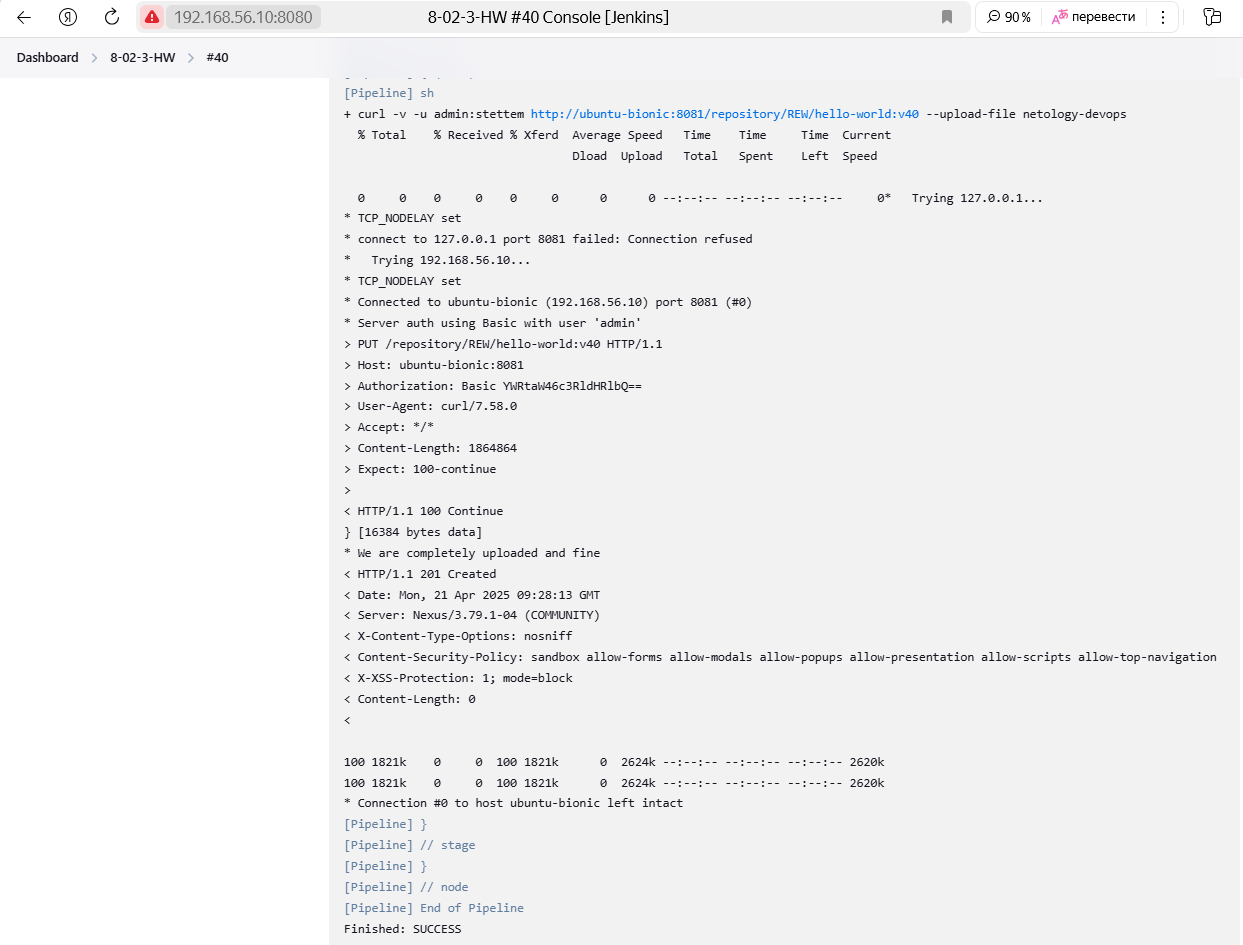 192.168.56.10:8080 8-02-3-HW #40 Console [Jenkins] 90 % перевести
Dashboard 8-02-3-HW #40
[Pipeline] sh
+ curl -v -u admin:stettem http://ubuntu-bionic:8081/repository/REW/hello-world:v40 --upload-file netology-devops
% Total % Received % Xferd Average Speed Time Time Time Current
Dload Upload Total Spent Left Speed
0 0 0 0 0 0 0 0 --:--:-- --:--:-- --:--:-- 0* Trying 127.0.0.1...
* TCP_NODELAY set
* connect to 127.0.0.1 port 8081 failed: Connection refused
* Trying 192.168.56.10...
* TCP_NODELAY set
* Connected to ubuntu-bionic (192.168.56.10) port 8081 (#0)
* Server auth using Basic with user 'admin'
> PUT /repository/REW/hello-world:v40 HTTP/1.1
> Host: ubuntu-bionic:8081
> Authorization: Basic YWRtaW46c3RldHRlbQ==
> User-Agent: curl/7.58.0
> Accept: */*
> Content-Length: 1864864
> Expect: 100-continue
>
< HTTP/1.1 100 Continue
} [16384 bytes data]
* We are completely uploaded and fine
< HTTP/1.1 201 Created
< Date: Mon, 21 Apr 2025 09:28:13 GMT
< Server: Nexus/3.79.1-04 (COMMUNITY)
< X-Content-Type-Options: nosniff
< Content-Security-Policy: sandbox allow-forms allow-modals allow-popups allow-presentation allow-scripts allow-top-navigation
< X-XSS-Protection: 1; mode=block
< Content-Length: 0
<
100 1821k 0 0 100 1821k 0 2624k --:--:-- --:--:-- --:--:-- 2620k
100 1821k 0 0 100 1821k 0 2624k --:--:-- --:--:-- --:--:-- 2620k
* Connection #0 to host ubuntu-bionic left intact
[Pipeline] }
[Pipeline] // stage
[Pipeline] }
[Pipeline] // node
[Pipeline] End of Pipeline
Finished: SUCCESS